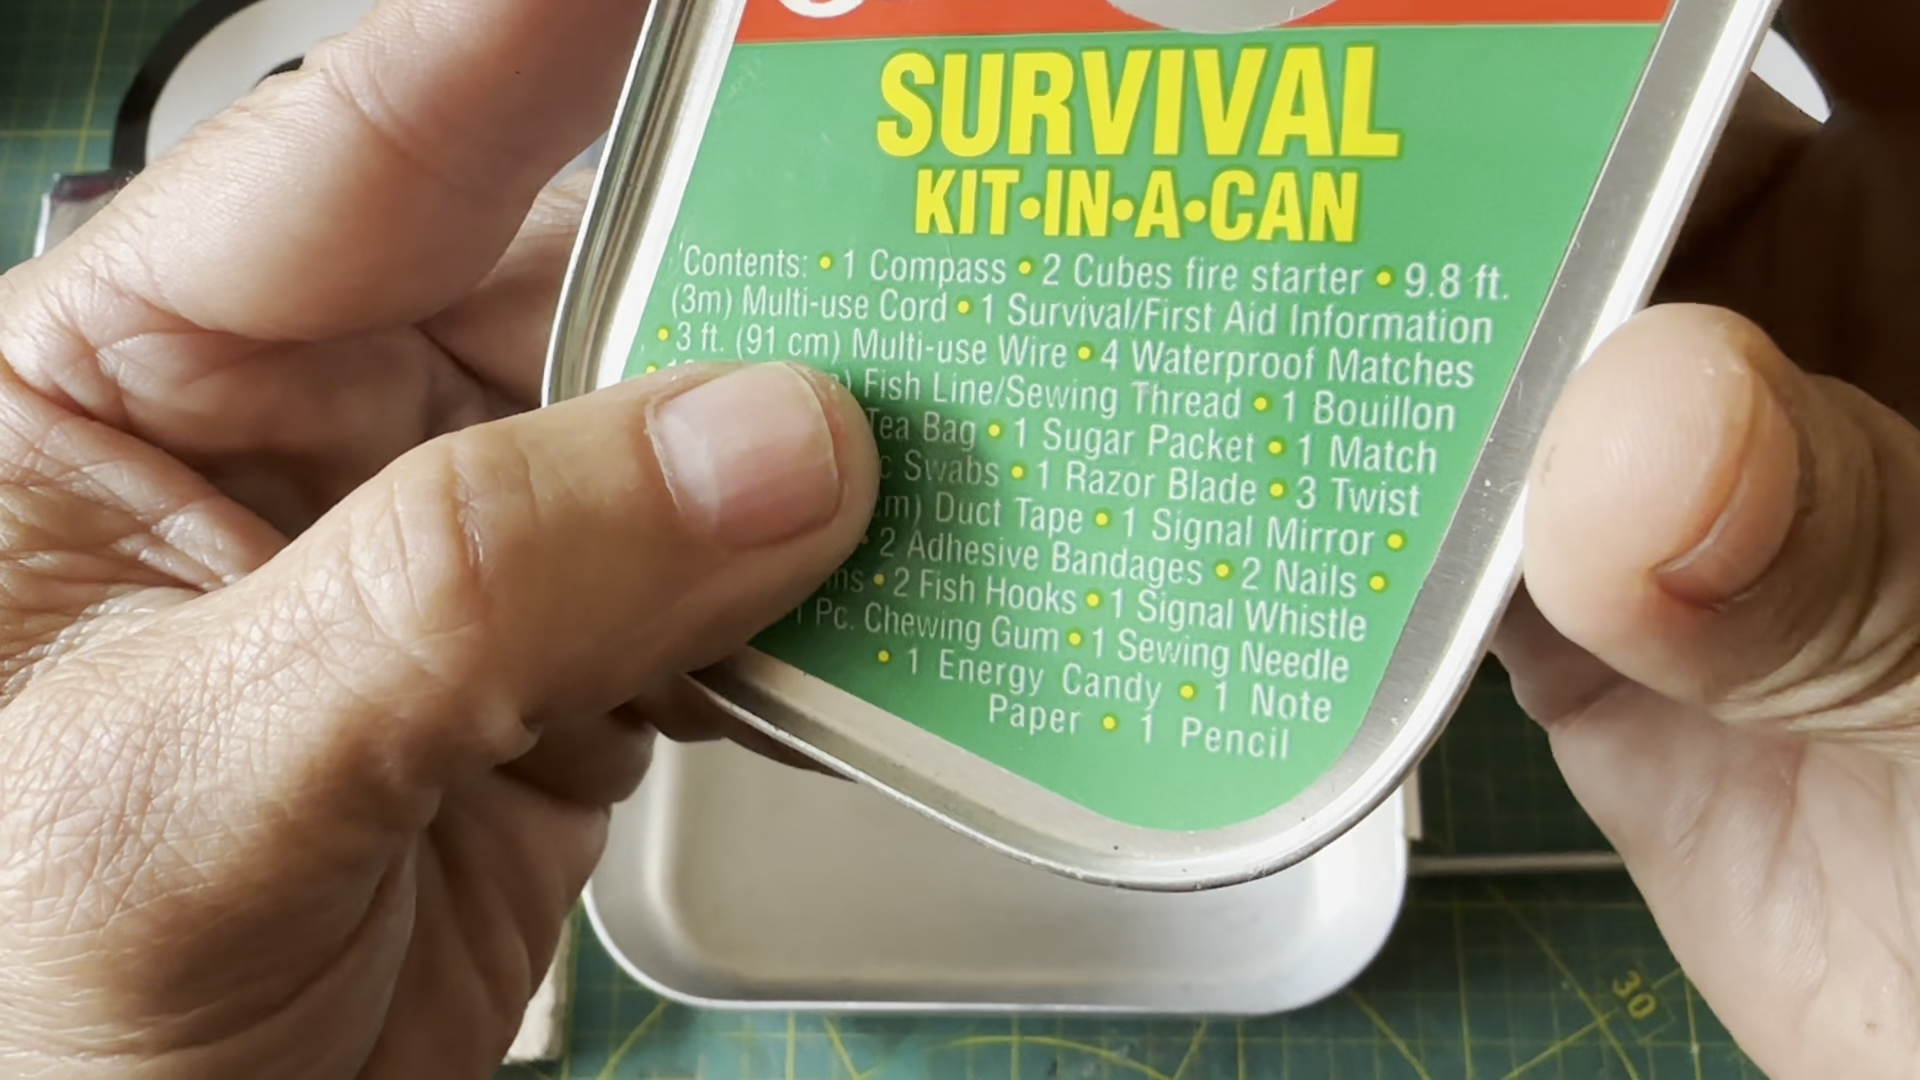 SURVIVAL
KIT•IN•A•CAN
Contents: • 1 Compass • 2 Cubes fire starter • 9.8 ft.
(3m) Multi-use Cord • 1 Survival/First Aid Information
• 3 ft. (91 cm) Multi-use Wire • 4 Waterproof Matches
Fish Line/Sewing Thread • 1 Bouillon
Tea Bag • 1 Sugar Packet • 1 Match
Swabs • 1 Razor Blade • 3 Twist
Duct Tape • 1 Signal Mirror •
• 2 Adhesive Bandages • 2 Nails •
• 2 Fish Hooks • 1 Signal Whistle
1 Pc. Chewing Gum • 1 Sewing Needle
• 1 Energy Candy • 1 Note
Paper • 1 Pencil
30